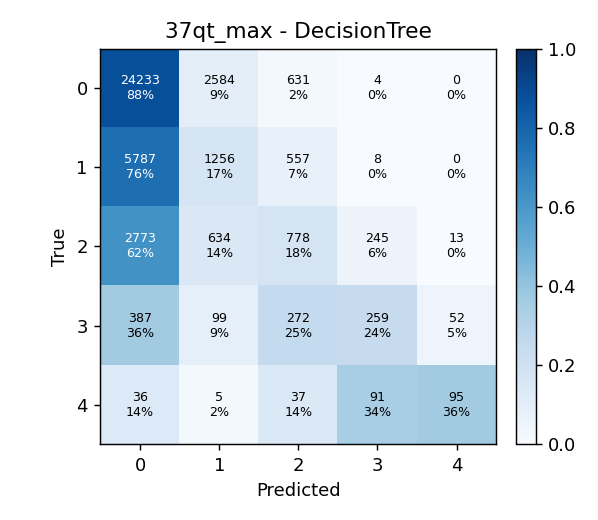 37qt_max - DecisionTree
True
0
24233 2584 631 4 0
88% 9% 2% 0% 0%
1
5787 1256 557 8 0
76% 17% 7% 0% 0%
2
2773 634 778 245 13
62% 14% 18% 6% 0%
3
387 99 272 259 52
36% 9% 25% 24% 5%
4
36 5 37 91 95
14% 2% 14% 34% 36%
0 1 2 3 4
Predicted
1.0
0.8
0.6
0.4
0.2
0.0